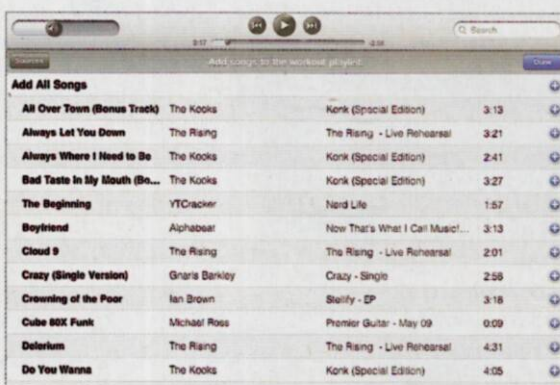 Search
0:17 -2:56
Sources Add songs to the workout playlist Done
Add All Songs
All Over Town (Bonus Track) The Kooks Konk (Special Edition) 3:13
Always Let You Down The Rising The Rising - Live Rehearsal 3:21
Always Where I Need to Be The Kooks Konk (Special Edition) 2:41
Bad Taste In My Mouth (Bo... The Kooks Konk (Special Edition) 3:27
The Beginning YTCracker Nerd Life 1:57
Boyfriend Alphabeat Now That's What I Call Music!... 3:13
Cloud 9 The Rising The Rising - Live Rehearsal 2:01
Crazy (Single Version) Gnarls Barkley Crazy - Single 2:58
Crowning of the Poor Ian Brown Stellify - EP 3:18
Cube 80X Funk Michael Ross Premier Guitar - May 09 0:09
Delerium The Rising The Rising - Live Rehearsal 4:31
Do You Wanna The Kooks Konk (Special Edition) 4:05